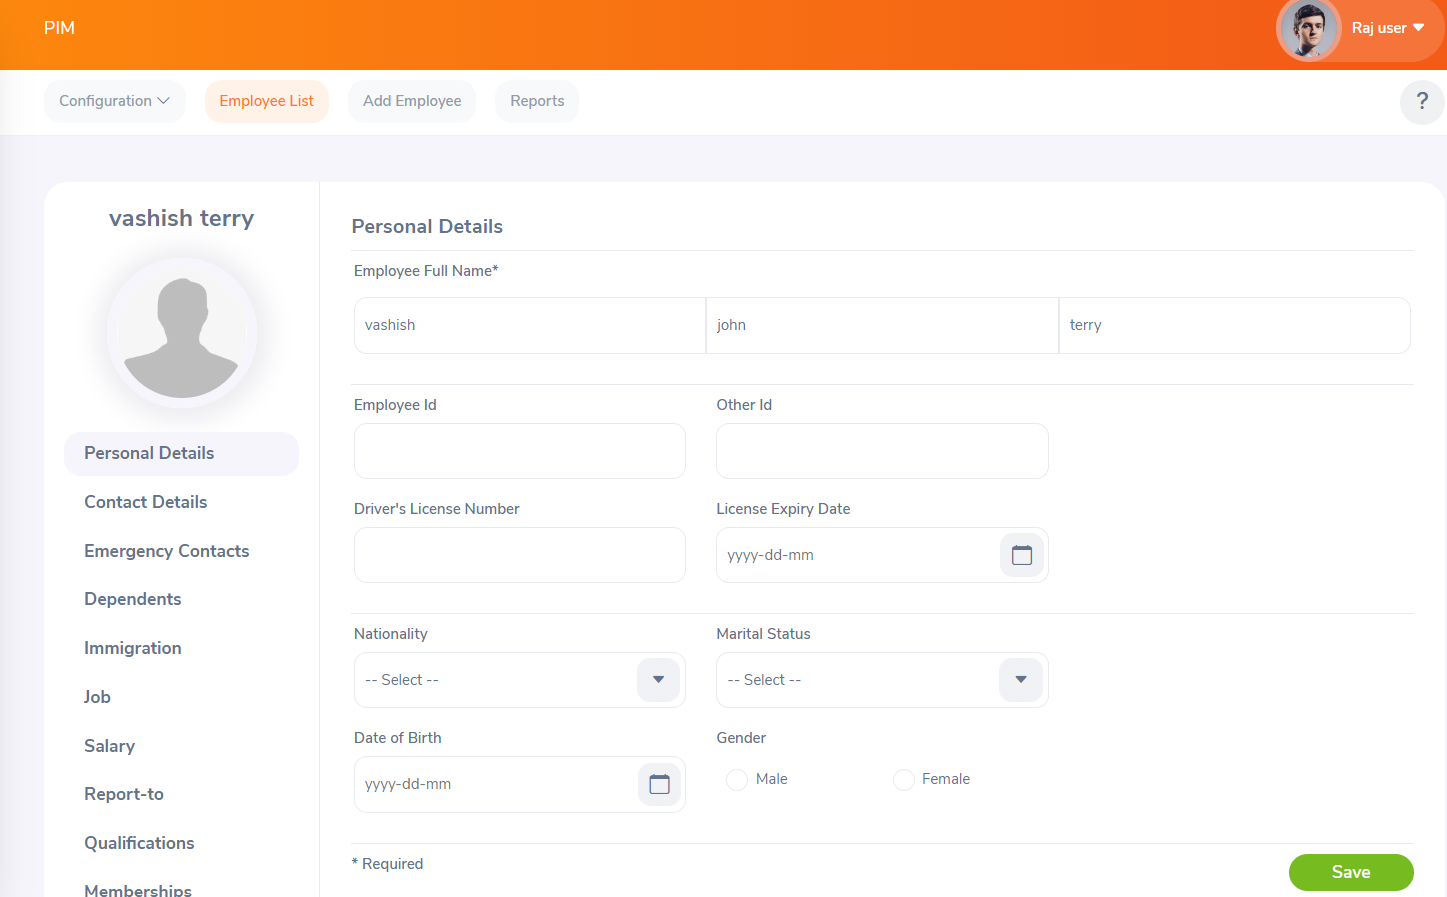 PIM
Raj user
Configuration Employee List Add Employee Reports ?
vashish terry
Personal Details
Contact Details
Emergency Contacts
Dependents
Immigration
Job
Salary
Report-to
Qualifications
Memberships
Personal Details
Employee Full Name*
vashish john terry
Employee Id Other Id
Driver's License Number License Expiry Date
yyyy-dd-mm
Nationality Marital Status
-- Select -- -- Select --
Date of Birth Gender
yyyy-dd-mm Male Female
* Required
Save